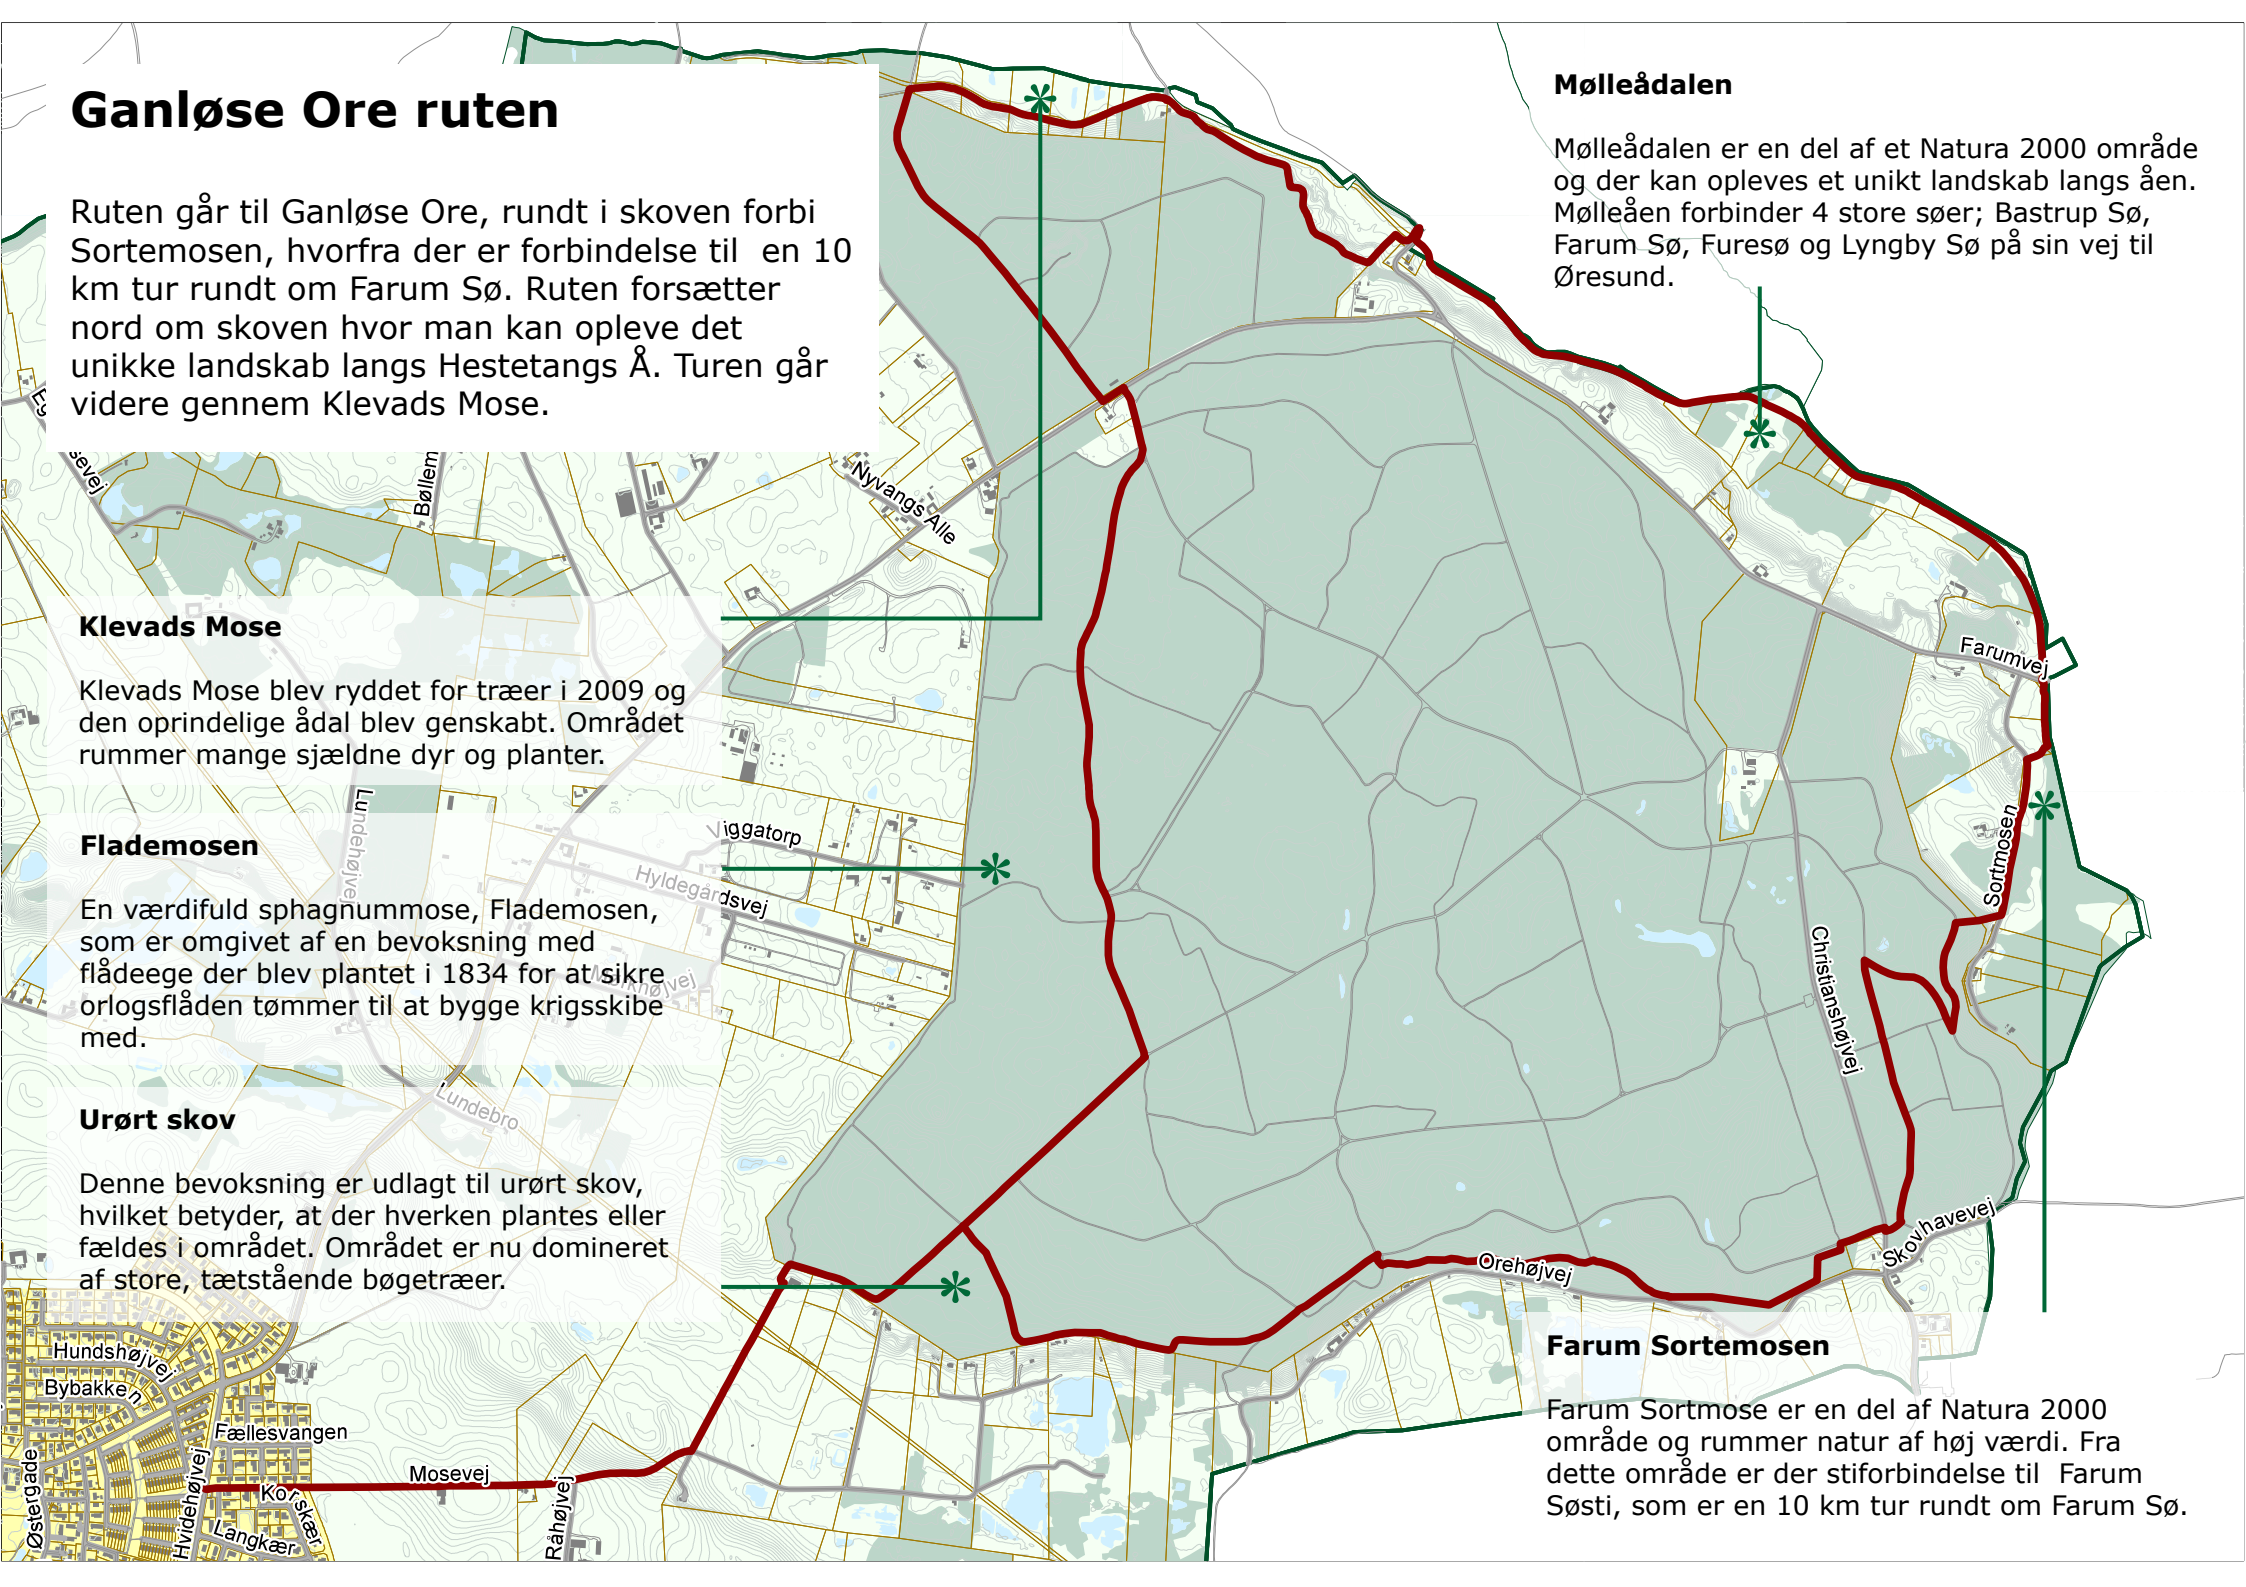 Ganløse Ore ruten
Ruten går til Ganløse Ore, rundt i skoven forbi
Sortemosen, hvorfra der er forbindelse til  en 10
km tur rundt om Farum Sø. Ruten forsætter
nord om skoven hvor man kan opleve det
unikke landskab langs Hestetangs Å. Turen går
videre gennem Klevads Mose.
Mølleådalen
Mølleådalen er en del af et Natura 2000 område
og der kan opleves et unikt landskab langs åen.
Mølleåen forbinder 4 store søer; Bastrup Sø,
Farum Sø, Furesø og Lyngby Sø på sin vej til
Øresund.
Klevads Mose
Klevads Mose blev ryddet for træer i 2009 og
den oprindelige ådal blev genskabt. Området
rummer mange sjældne dyr og planter.
Flademosen
En værdifuld sphagnummose, Flademosen,
som er omgivet af en bevoksning med
flådeege der blev plantet i 1834 for at sikre
orlogsflåden tømmer til at bygge krigsskibe
med.
Urørt skov
Denne bevoksning er udlagt til urørt skov,
hvilket betyder, at der hverken plantes eller
fældes i området. Området er nu domineret
af store, tætstående bøgetræer.
Farum Sortemosen
Farum Sortmose er en del af Natura 2000
område og rummer natur af høj værdi. Fra
dette område er der stiforbindelse til  Farum
Søsti, som er en 10 km tur rundt om Farum Sø.
Bøllem
Nyvangs Alle
Farumvej
Lundehøjvej
Viggatorp
Hyldegårdsvej
Mørkhøjvej
Lundebro
Sortmosen
Christianshøjvej
Skovhavevej
Orehøjvej
Hundshøjvej
Bybakken
Fællesvangen
Østergade
Hvidehøjvej
Korskær
Langkær
Mosevej
Råhøjvej